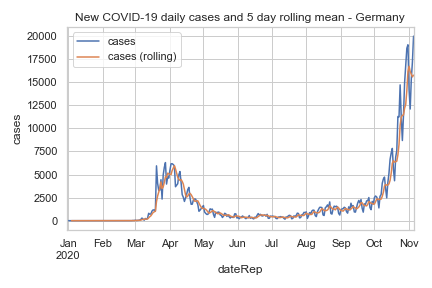 New COVID-19 daily cases and 5 day rolling mean - Germany
cases
cases (rolling)
20000
17500
15000
12500
10000
7500
5000
2500
0
cases
Jan Feb Mar Apr May Jun Jul Aug Sep Oct Nov
2020
dateRep